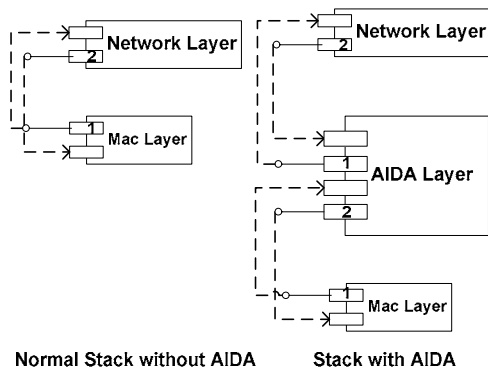 Network Layer
2
1
Mac Layer
Normal Stack without AIDA
Network Layer
2
1
AIDA Layer
2
1
Mac Layer
Stack with AIDA